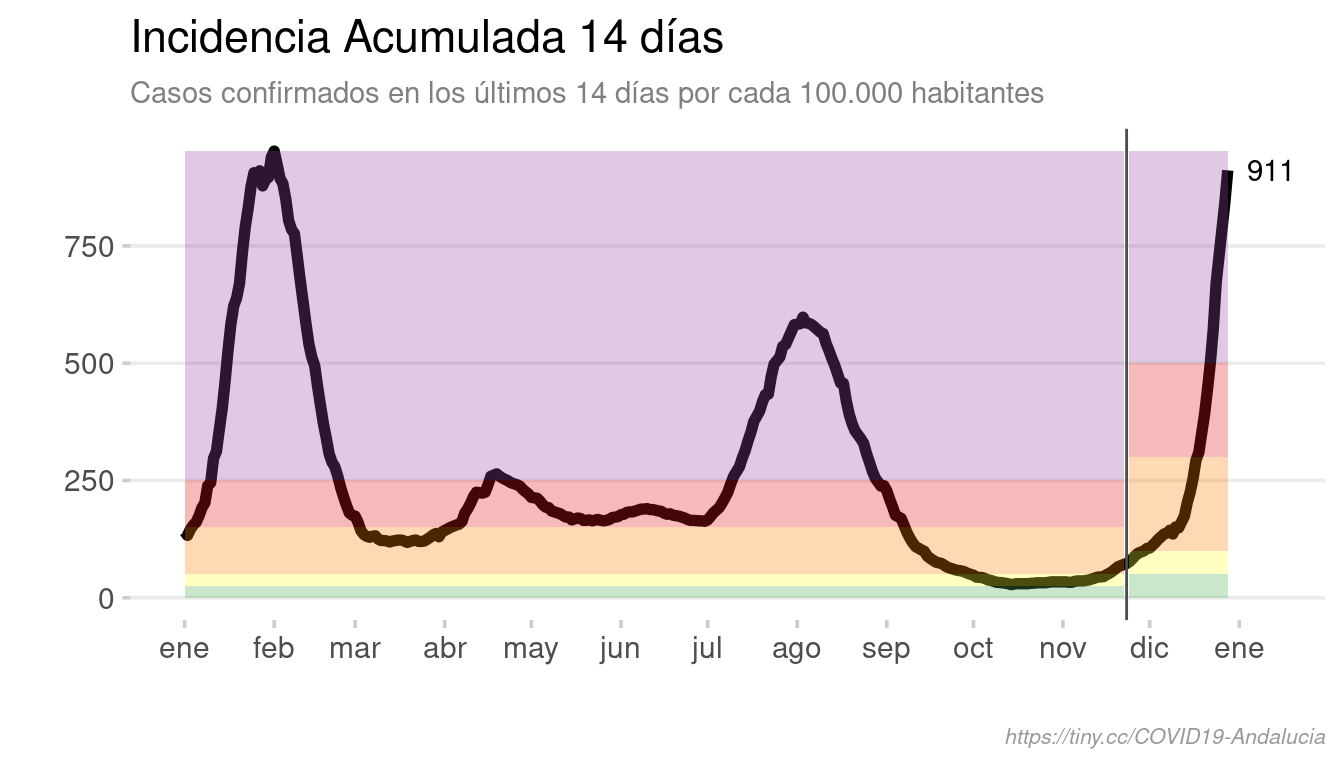 Incidencia Acumulada 14 días
Casos confirmados en los últimos 14 días por cada 100.000 habitantes
911
750
500
250
0
ene feb mar abr may jun jul ago sep oct nov dic ene
https://tiny.cc/COVID19-Andalucia